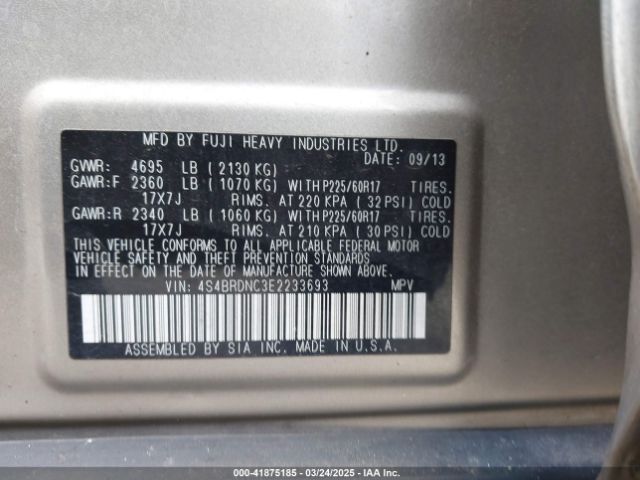 MFD BY FUJI HEAVY INDUSTRIES LTD.
DATE: 09/13
GVWR: 4695 LB (2130 KG)
GAWR:F 2360 LB (1070 KG) WITH P225/60R17 TIRES.
17X7J RIMS. AT 220 KPA (32 PSI) COLD
GAWR:R 2340 LB (1060 KG) WITH P225/60R17 TIRES.
17X7J RIMS. AT 210 KPA (30 PSI) COLD
THIS VEHICLE CONFORMS TO ALL APPLICABLE FEDERAL MOTOR
VEHICLE SAFETY AND THEFT PREVENTION STANDARDS
IN EFFECT ON THE DATE OF MANUFACTURE SHOWN ABOVE.
VIN: 4S4BRDNC3E2233693 MPV
ASSEMBLED BY SIA INC. MADE IN U.S.A.
000-41875185 - 03/24/2025 - IAA Inc.